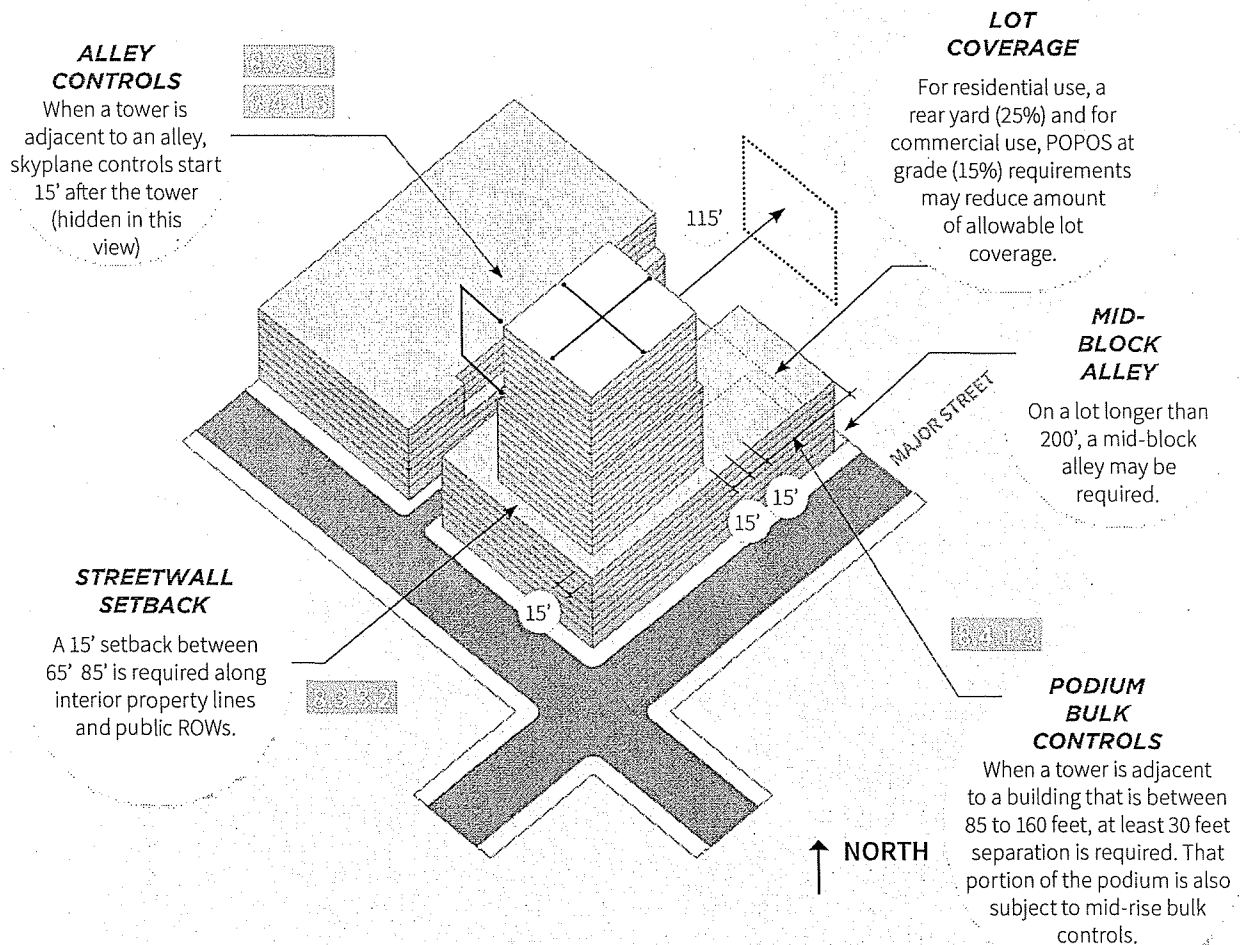 ALLEY
CONTROLS
When a tower is
adjacent to an alley,
skyplane controls start
15' after the tower
(hidden in this
view)
LOT
COVERAGE
For residential use, a
rear yard (25%) and for
commercial use, POPOS at
grade (15%) requirements
may reduce amount
of allowable lot
coverage.
115'
MID-
BLOCK
ALLEY
On a lot longer than
200', a mid-block
alley may be
required.
MAJOR STREET
15'
15'
15'
STREETWALL
SETBACK
A 15' setback between
65' 85' is required along
interior property lines
and public ROWs.
8.4.1.3
PODIUM
BULK
CONTROLS
When a tower is adjacent
to a building that is between
85 to 160 feet, at least 30 feet
separation is required. That
portion of the podium is also
subject to mid-rise bulk
controls.
NORTH